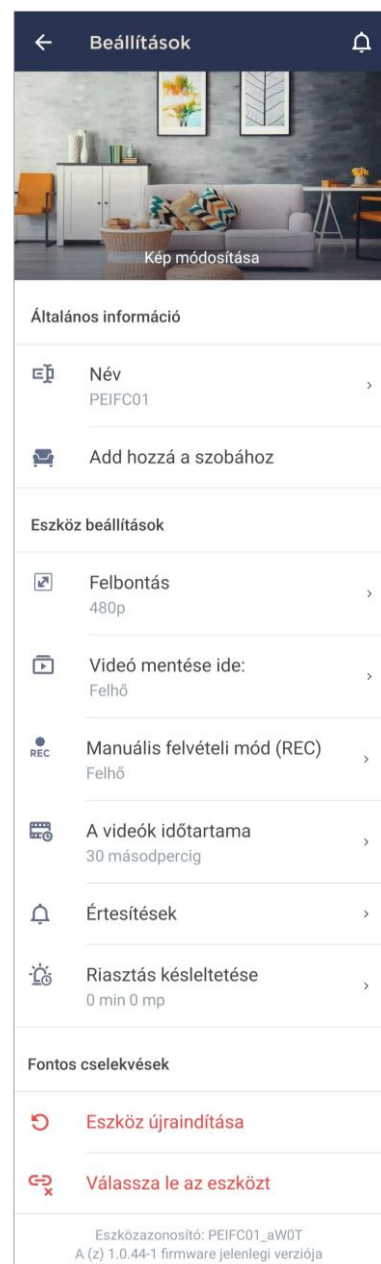 Beállítások
Kép módosítása
Általános információ
Név
PEIFC01
Add hozzá a szobához
Eszköz beállítások
Felbontás
480p
Videó mentése ide:
Felhő
REC
Manuális felvételi mód (REC)
Felhő
A videók időtartama
30 másodpercig
Értesítések
Riasztás késleltetése
0 min 0 mp
Fontos cselekvések
Eszköz újraindítása
Válassza le az eszközt
Eszközazonosító: PEIFC01_aW0T
A (z) 1.0.44-1 firmware jelenlegi verziója